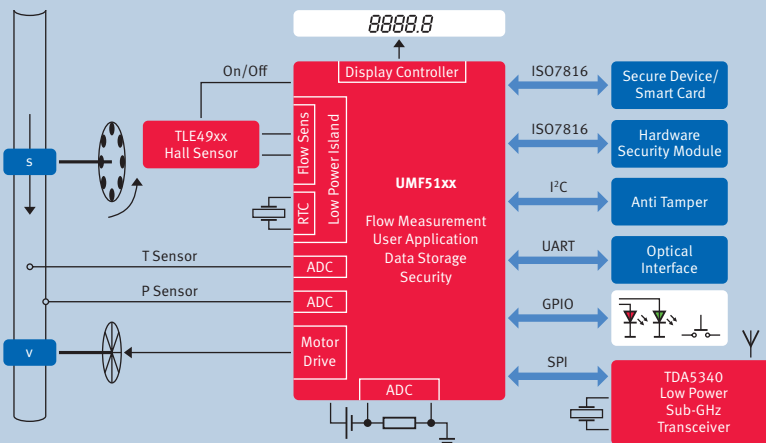 8888.8
On/Off
Display Controller
ISO7816
Secure Device/
Smart Card
TLE49xx
Hall Sensor
Flow Sens
Low Power Island
ISO7816
Hardware
Security Module
S
UMF51xx
I²C
Anti Tamper
RTC
Flow Measurement
User Application
Data Storage
Security
UART
Optical
Interface
T Sensor
ADC
P Sensor
ADC
GPIO
V
Motor
Drive
SPI
ADC
TDA5340
Low Power
Sub-GHz
Transceiver